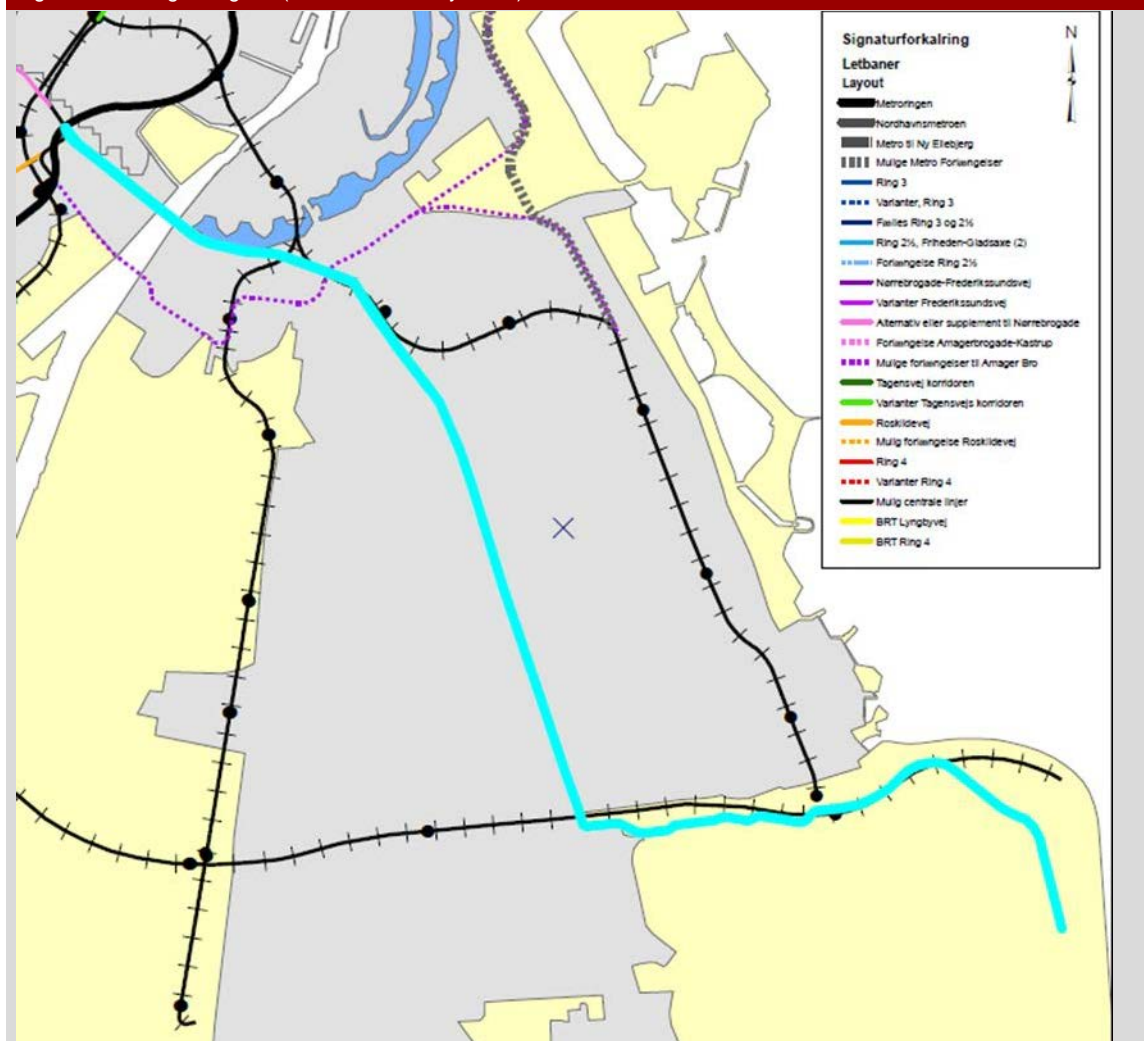 Signaturforkalring
N
Letbaner
Layout
Metroringen
Nordhavnsmetroen
Metro til Ny Ellebjerg
Mulige Metro Forlængelser
Ring 3
Varianter, Ring 3
Fælles Ring 3 og 2½
Ring 2½, Friheden-Gladsaxe (2)
Forlængelse Ring 2½
Nørrebrogade-Frederikssundsvej
Varianter Frederikssundsvej
Alternativ eller supplement til Nørrebrogade
Forlængelse Amagerbrogade-Kastrup
Mulige forlængelser til Amager Bro
Tagensvej korridoren
Varianter Tagensvejs korridoren
Roskildevej
Mulig forlængelse Roskildevej
Ring 4
Varianter Ring 4
Mulig centrale linjer
BRT Lyngbyvej
BRT Ring 4